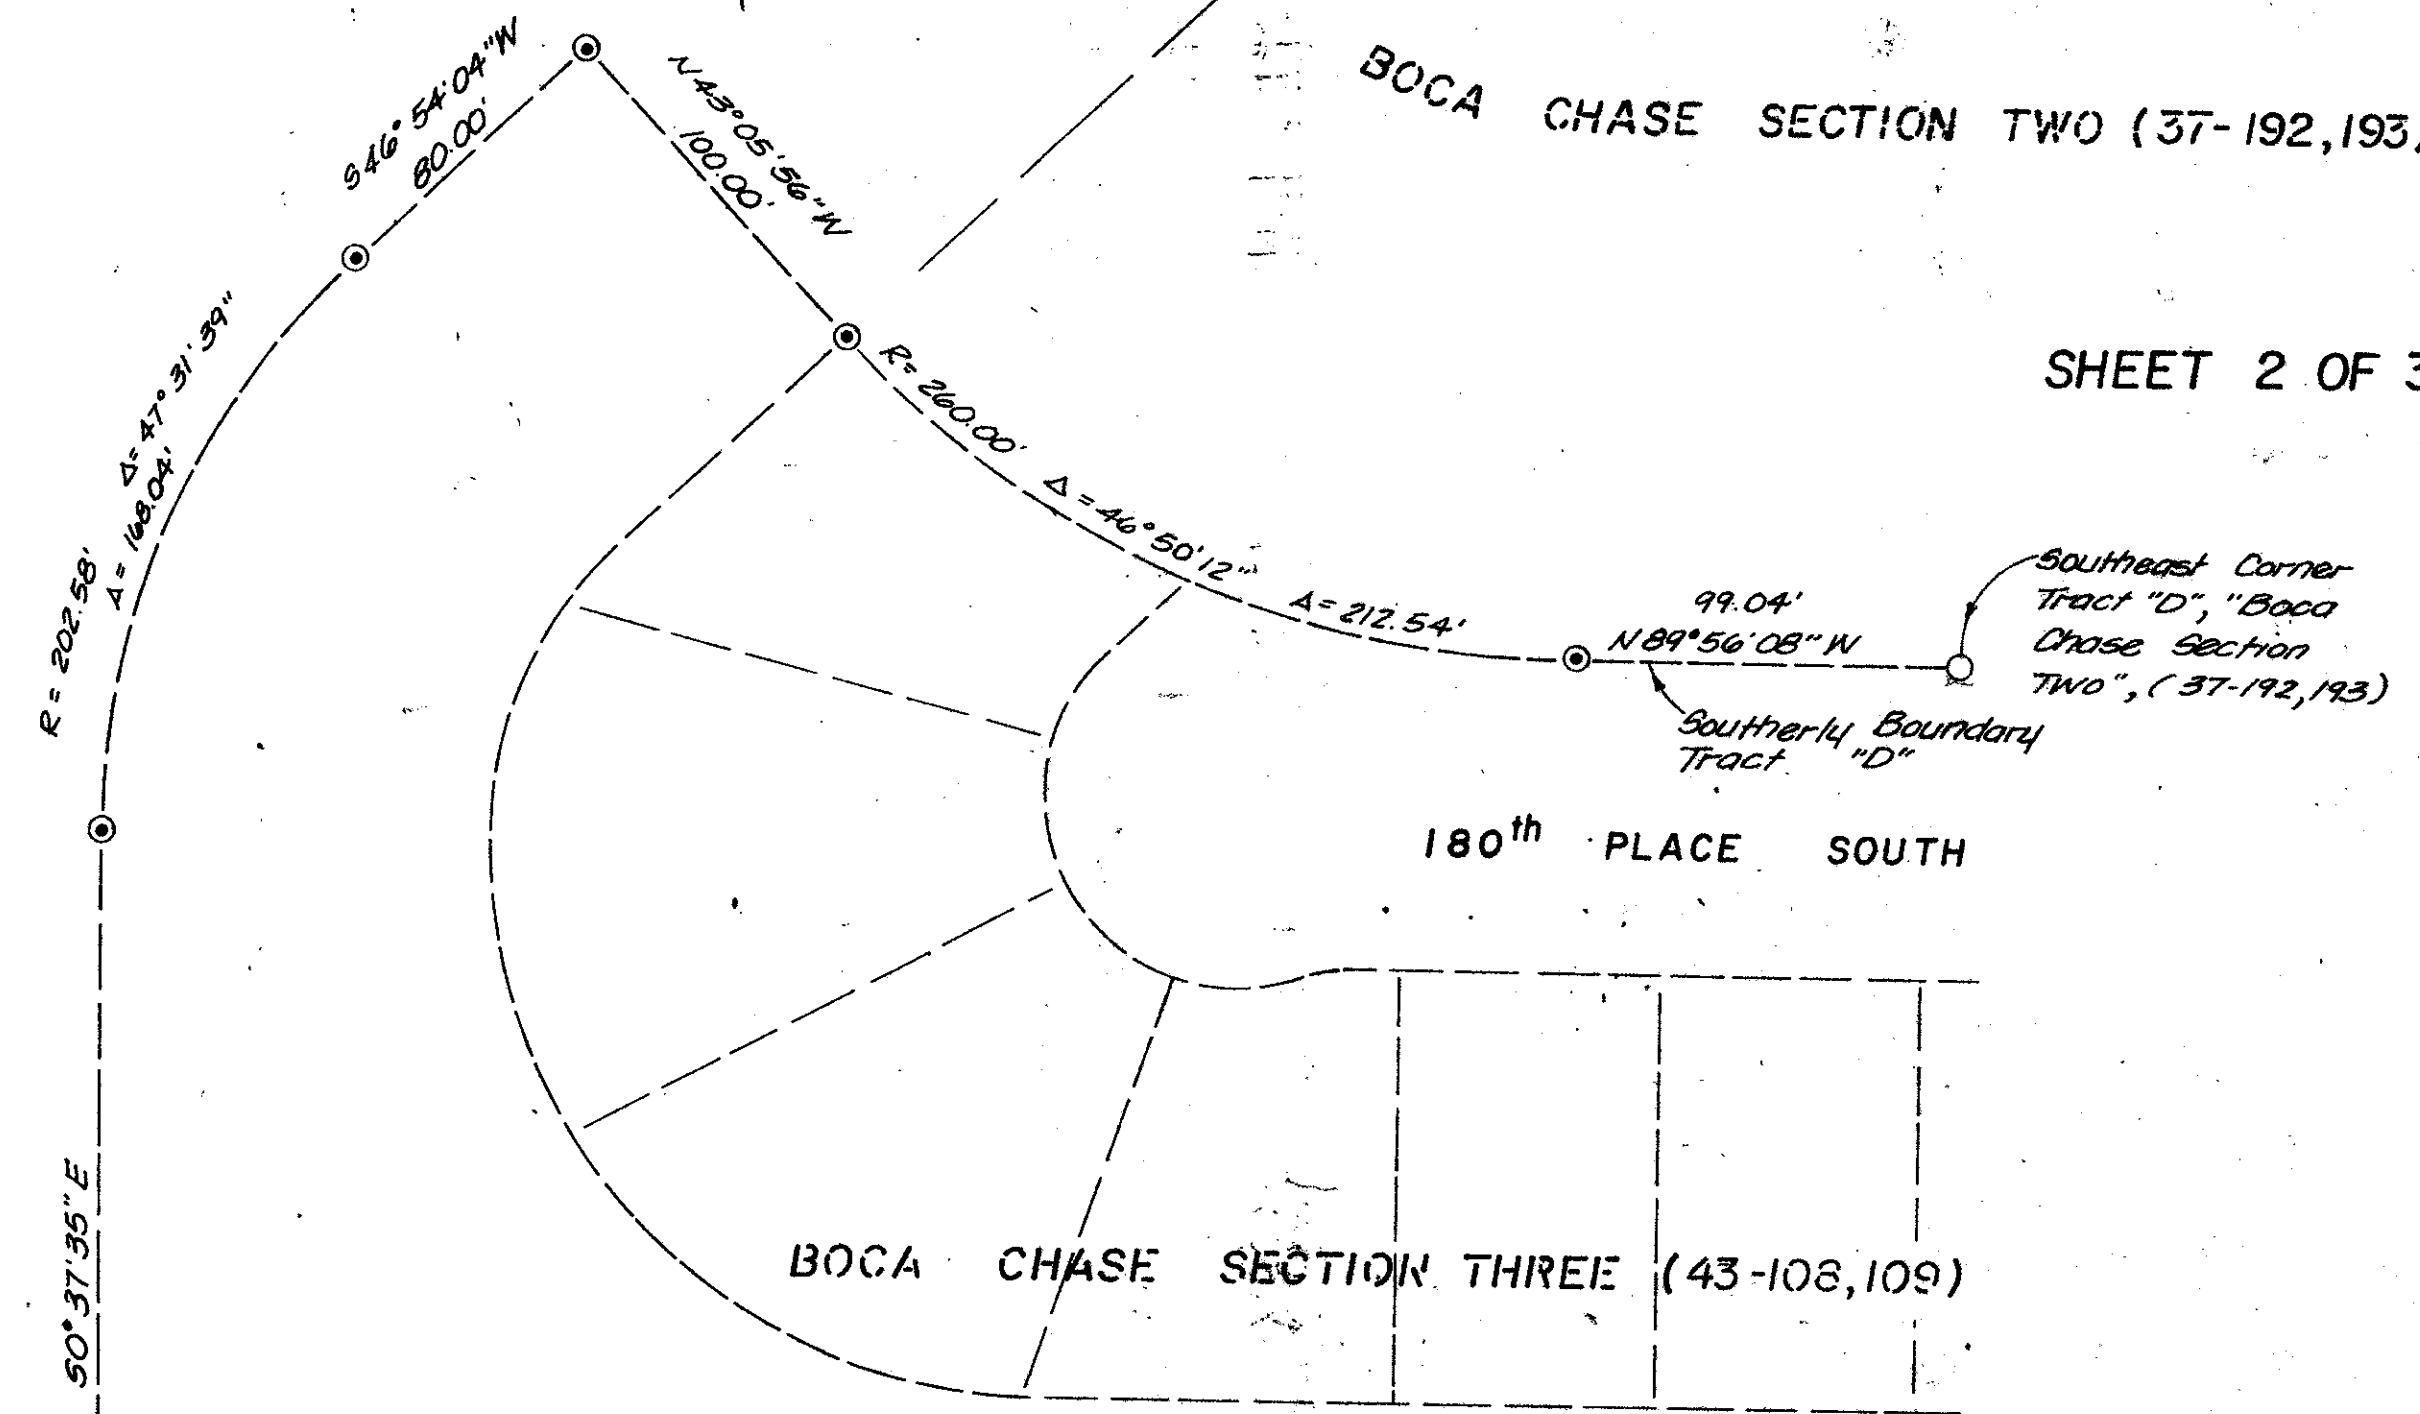 BOCA CHASE SECTION TWO (37-192,193)
S46°54'04"W
80.00'
N43°05'56"W
100.00'
SHEET 2 OF 3
Δ=47°31'39"
R=202.58' Δ=168.04'
R=260.00' Δ=46°50'12" Δ=212.54'
99.04'
N89°56'08"W
Southeast Corner
Tract "D", "Boca
Chase Section
Two", (37-192,193)
Southerly Boundary
Tract "D"
180th PLACE SOUTH
S0°37'35"E
BOCA CHASE SECTION THREE (43-108,109)